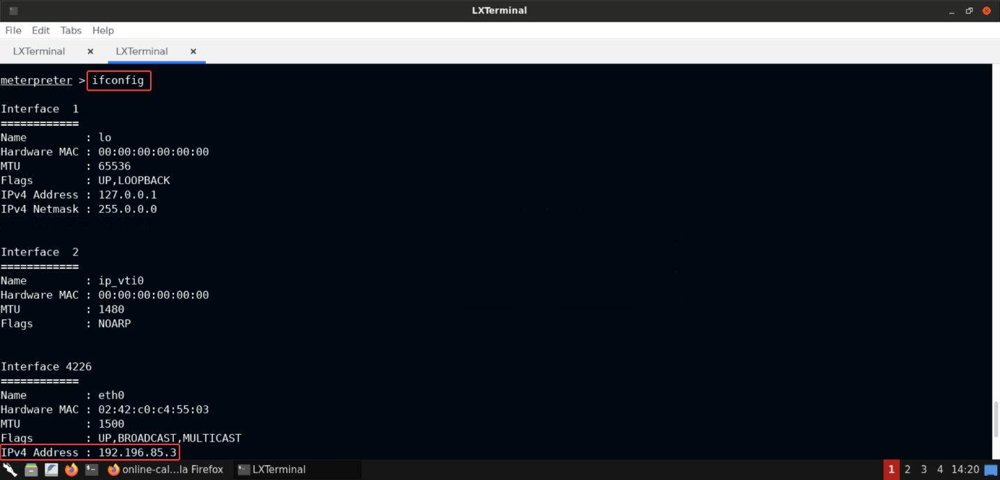 LXTerminal
File Edit Tabs Help
LXTerminal × LXTerminal ×
meterpreter > ifconfig
Interface  1
============
Name         : lo
Hardware MAC : 00:00:00:00:00:00
MTU          : 65536
Flags        : UP,LOOPBACK
IPv4 Address : 127.0.0.1
IPv4 Netmask : 255.0.0.0
Interface  2
============
Name         : ip_vti0
Hardware MAC : 00:00:00:00:00:00
MTU          : 1480
Flags        : NOARP
Interface 4226
============
Name         : eth0
Hardware MAC : 02:42:c0:c4:55:03
MTU          : 1500
Flags        : UP,BROADCAST,MULTICAST
IPv4 Address : 192.196.85.3
online-cal...la Firefox LXTerminal 1 2 3 4 14:20